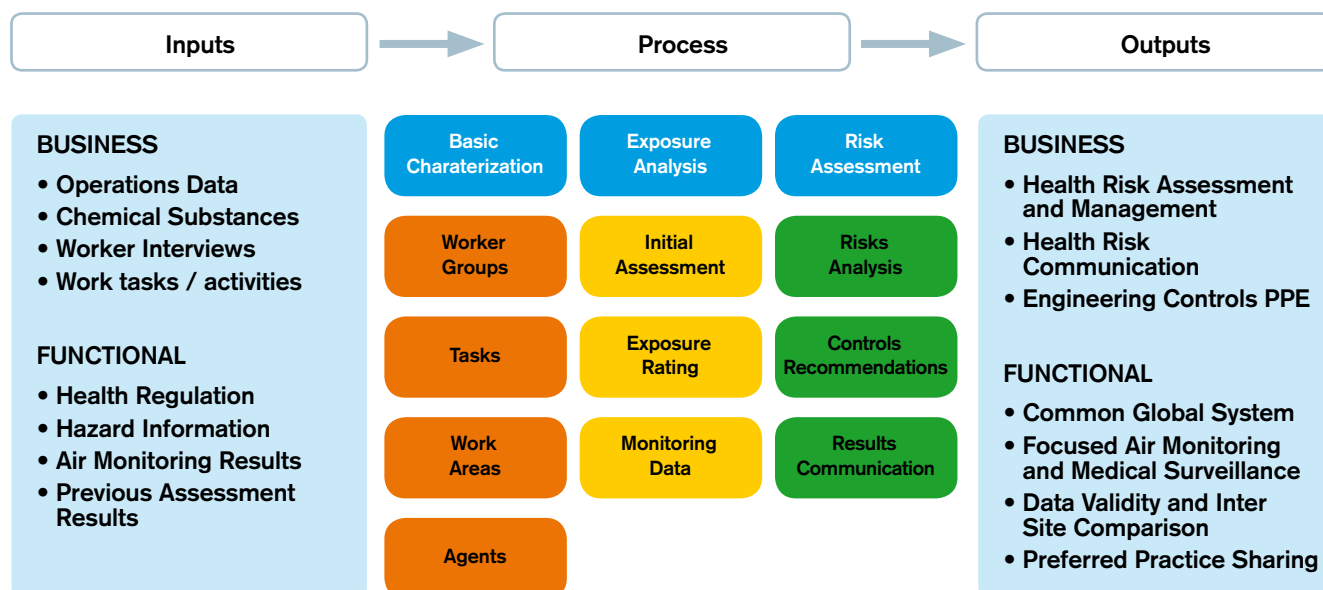 Inputs
Process
Outputs
BUSINESS
• Operations Data
• Chemical Substances
• Worker Interviews
• Work tasks / activities
FUNCTIONAL
• Health Regulation
• Hazard Information
• Air Monitoring Results
• Previous Assessment
Results
Basic
Charaterization
Worker
Groups
Tasks
Work
Areas
Agents
Exposure
Analysis
Initial
Assessment
Exposure
Rating
Monitoring
Data
Risk
Assessment
Risks
Analysis
Controls
Recommendations
Results
Communication
BUSINESS
• Health Risk Assessment
and Management
• Health Risk
Communication
• Engineering Controls PPE
FUNCTIONAL
• Common Global System
• Focused Air Monitoring
and Medical Surveillance
• Data Validity and Inter
Site Comparison
• Preferred Practice Sharing